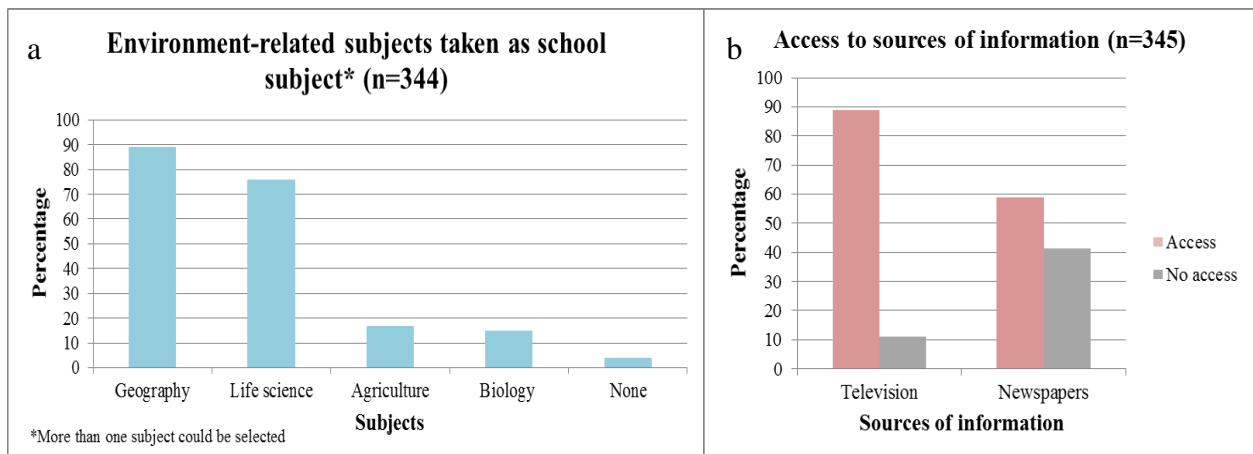 a
Environment-related subjects taken as school
subject* (n=344)
Percentage
100
90
80
70
60
50
40
30
20
10
0
Geography
Life science
Agriculture
Biology
None
Subjects
*More than one subject could be selected
b
Access to sources of information (n=345)
Percentage
100
90
80
70
60
50
40
30
20
10
0
Television
Newspapers
Sources of information
Access
No access